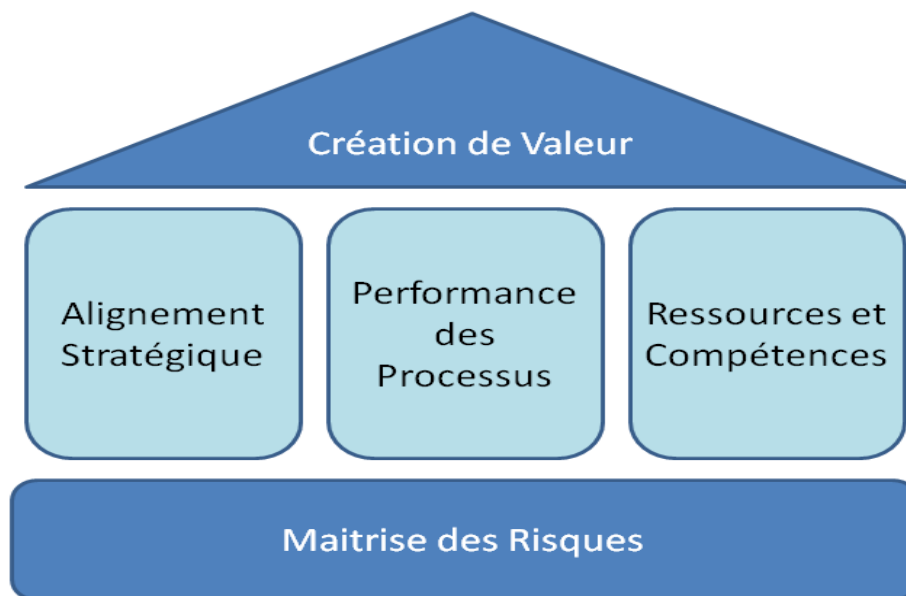 Création de Valeur
Alignement
Stratégique
Performance
des
Processus
Ressources et
Compétences
Maitrise des Risques